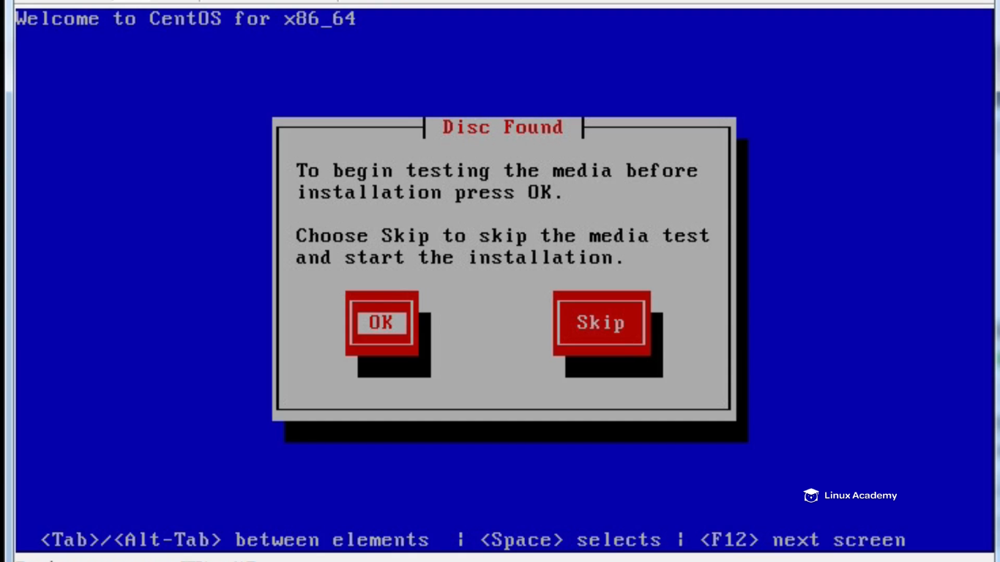 Welcome to CentOS for x86_64
Disc Found
To begin testing the media before
installation press OK.
Choose Skip to skip the media test
and start the installation.
OK Skip
Linux Academy
<Tab>/<Alt-Tab> between elements | <Space> selects | <F12> next screen